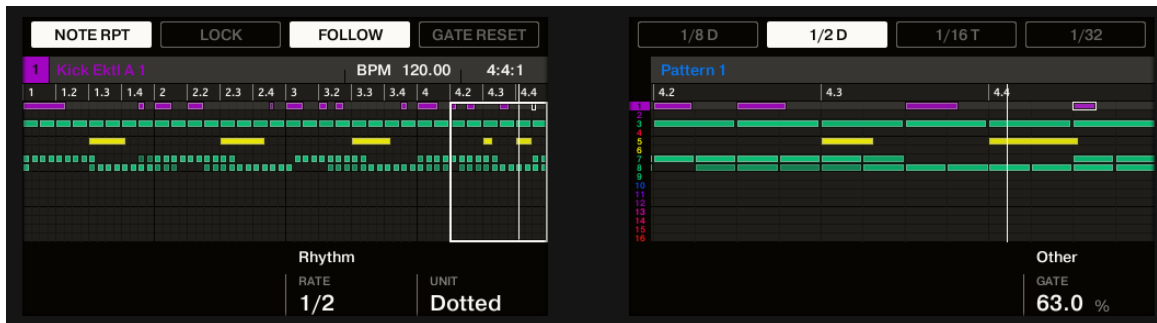 NOTE RPT LOCK FOLLOW GATE RESET
1/8 D 1/2 D 1/16 T 1/32
1 Kick Ektl A 1 BPM 120.00 4:4:1
Pattern 1
1 1.2 1.3 1.4 2 2.2 2.3 2.4 3 3.2 3.3 3.4 4 4.2 4.3 4.4
4.2 4.3 4.4
1
2
3
4
5
6
7
8
9
10
11
12
13
14
15
16
Rhythm
RATE UNIT
1/2 Dotted
Other
GATE
63.0 %